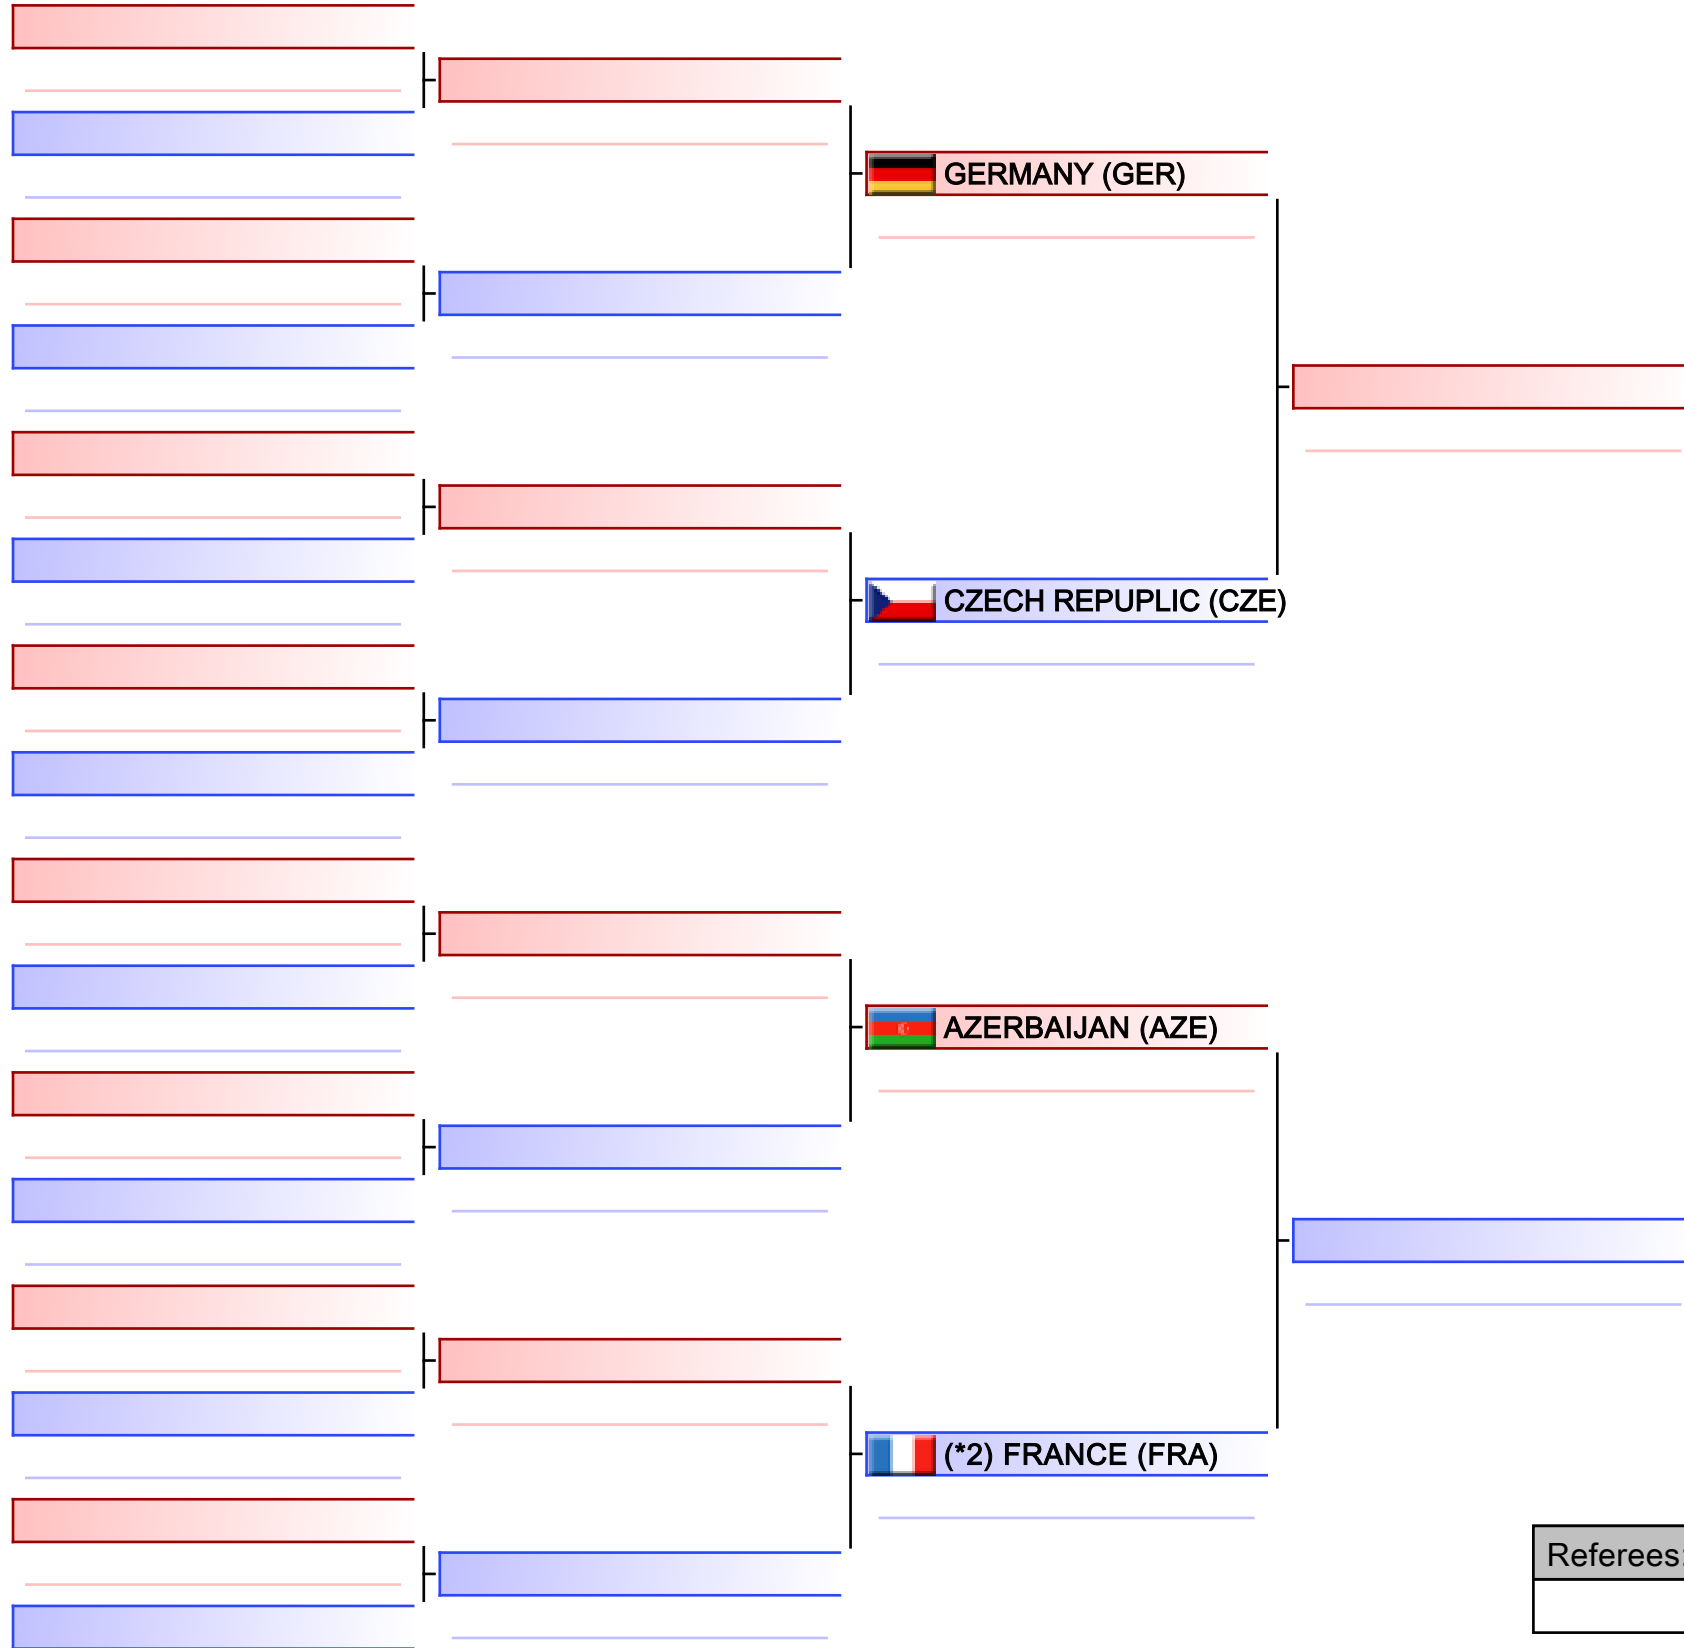 GERMANY (GER)
CZECH REPUPLIC (CZE)
AZERBAIJAN (AZE)
(*2) FRANCE (FRA)
Referees: